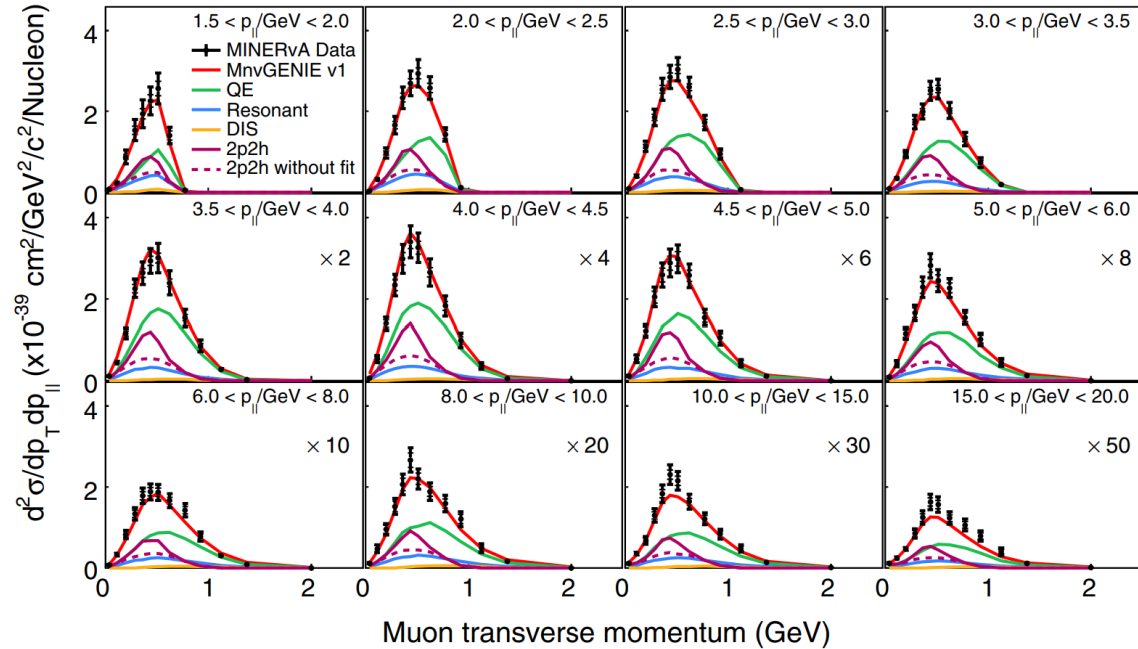 1.5 < p||/GeV < 2.0
2.0 < p||/GeV < 2.5
2.5 < p||/GeV < 3.0
3.0 < p||/GeV < 3.5
MINERvA Data
MnvGENIE v1
QE
Resonant
DIS
2p2h
2p2h without fit
4
2
0
3.5 < p||/GeV < 4.0
× 2
4.0 < p||/GeV < 4.5
× 4
4.5 < p||/GeV < 5.0
× 6
5.0 < p||/GeV < 6.0
× 8
4
2
0
6.0 < p||/GeV < 8.0
× 10
8.0 < p||/GeV < 10.0
× 20
10.0 < p||/GeV < 15.0
× 30
15.0 < p||/GeV < 20.0
× 50
4
2
0
0 1 2 0 1 2 0 1 2 0 1 2
d²σ/dp_T dp_|| (x10⁻³⁹ cm²/GeV²/c²/Nucleon)
Muon transverse momentum (GeV)